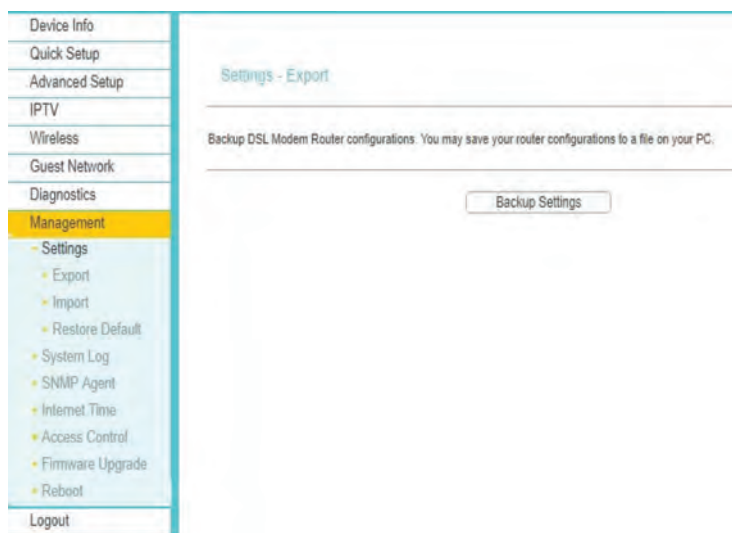 Device Info
Quick Setup
Advanced Setup
IPTV
Wireless
Guest Network
Diagnostics
Management
Settings
Export
Import
Restore Default
System Log
SNMP Agent
Internet Time
Access Control
Firmware Upgrade
Reboot
Logout
Settings - Export
Backup DSL Modem Router configurations. You may save your router configurations to a file on your PC.
Backup Settings